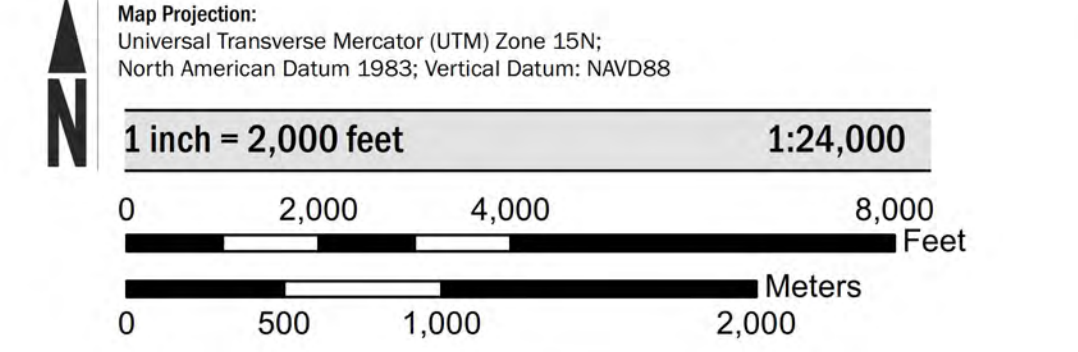 Map Projection:
Universal Transverse Mercator (UTM) Zone 15N;
North American Datum 1983; Vertical Datum: NAVD88
N
1 inch = 2,000 feet 1:24,000
0 2,000 4,000 8,000
Feet
Meters
0 500 1,000 2,000